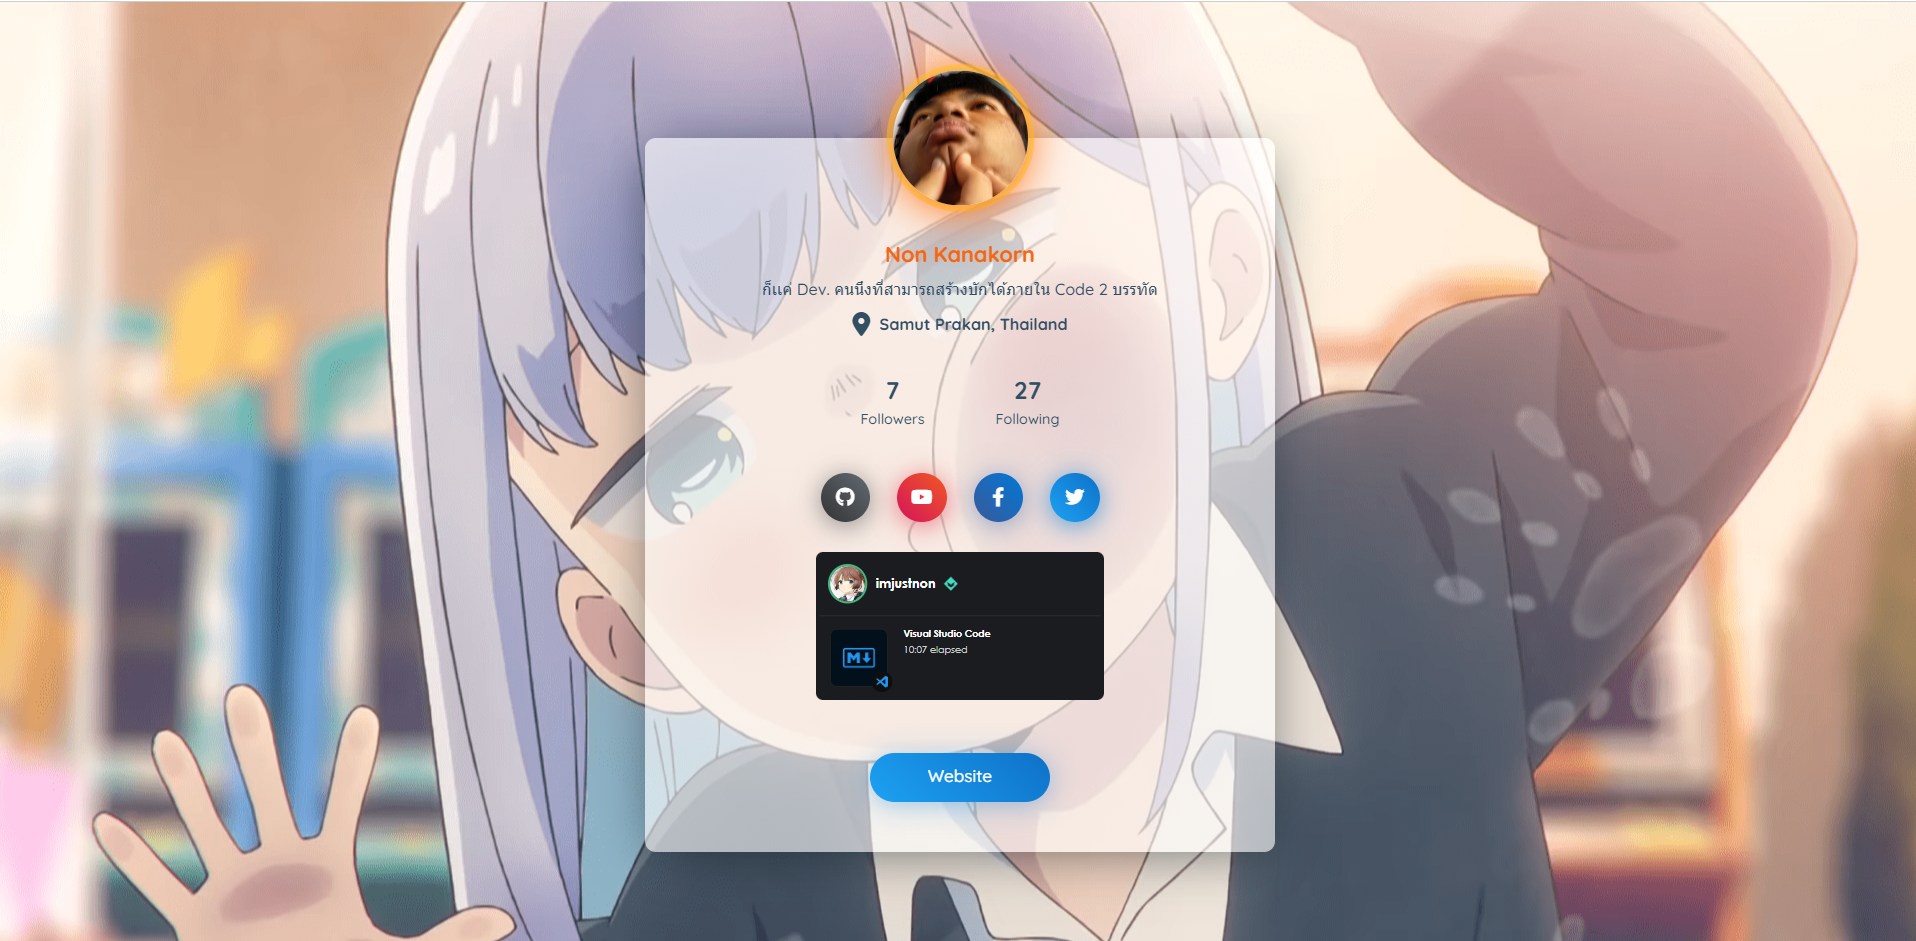 Non Kanakorn
ก็แค่ Dev. คนนึงที่สามารถสร้างบักได้ภายใน Code 2 บรรทัด
Samut Prakan, Thailand
7 27
Followers Following
imjustnon
Visual Studio Code
10:07 elapsed
M
Website